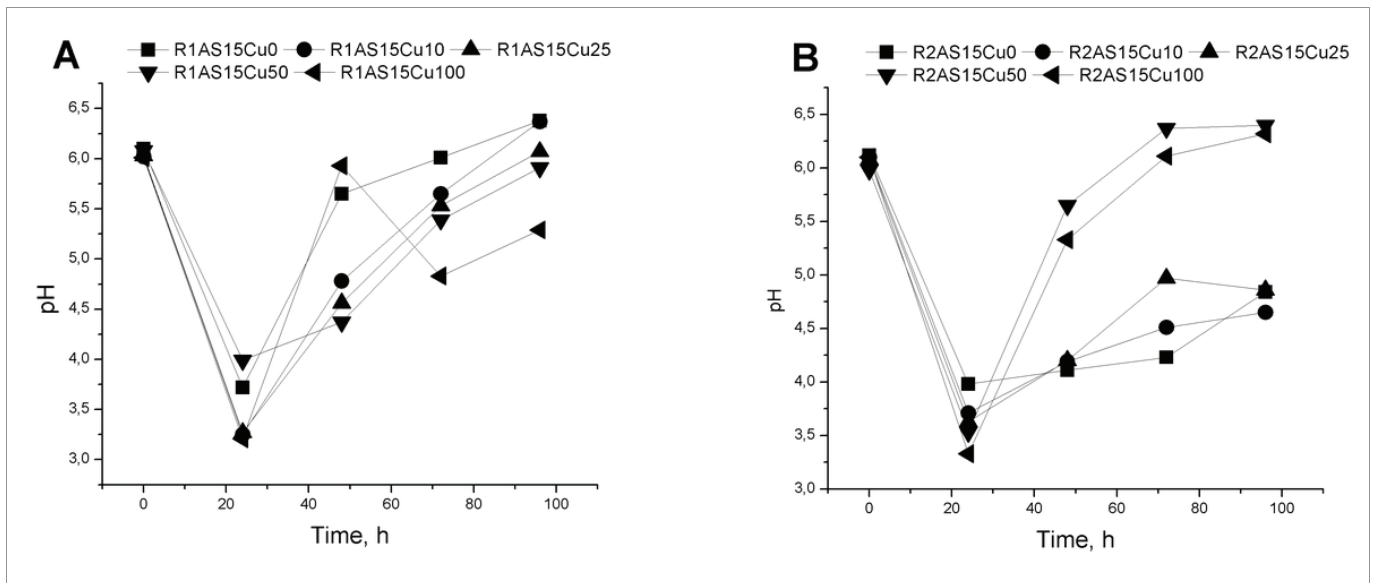 A
R1AS15Cu0 R1AS15Cu10 R1AS15Cu25
R1AS15Cu50 R1AS15Cu100
6,5
6,0
5,5
5,0
4,5
4,0
3,5
3,0
pH
0 20 40 60 80 100
Time, h
B
R2AS15Cu0 R2AS15Cu10 R2AS15Cu25
R2AS15Cu50 R2AS15Cu100
6,5
6,0
5,5
5,0
4,5
4,0
3,5
3,0
pH
0 20 40 60 80 100
Time, h